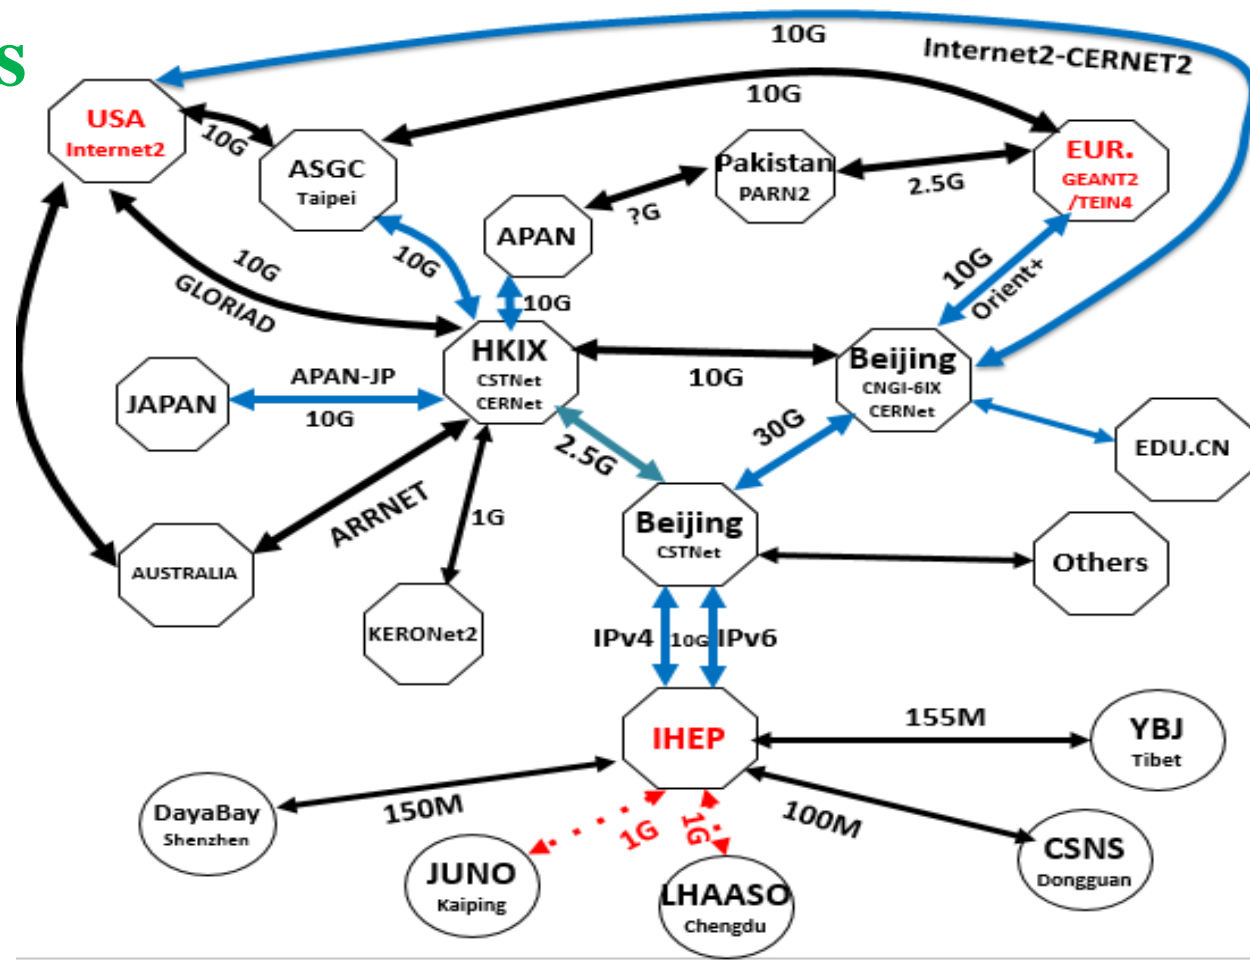 s
10G
Internet2-CERNET2
USA
Internet2
10G
10G
ASGC
Taipei
Pakistan
PARN2
2.5G
EUR.
GEANT2
/TEIN4
?G
APAN
10G
10G
GLORIAD
10G
10G
Orient+
HKIX
CSTNet
CERNet
10G
Beijing
CNGI-6IX
CERNet
JAPAN
APAN-JP
10G
2.5G
30G
EDU.CN
ARRNET
1G
Beijing
CSTNet
Others
AUSTRALIA
KERONet2
IPv4
10G
IPv6
IHEP
155M
YBJ
Tibet
DayaBay
Shenzhen
150M
1G
1G
100M
JUNO
Kaiping
LHAASO
Chengdu
CSNS
Dongguan